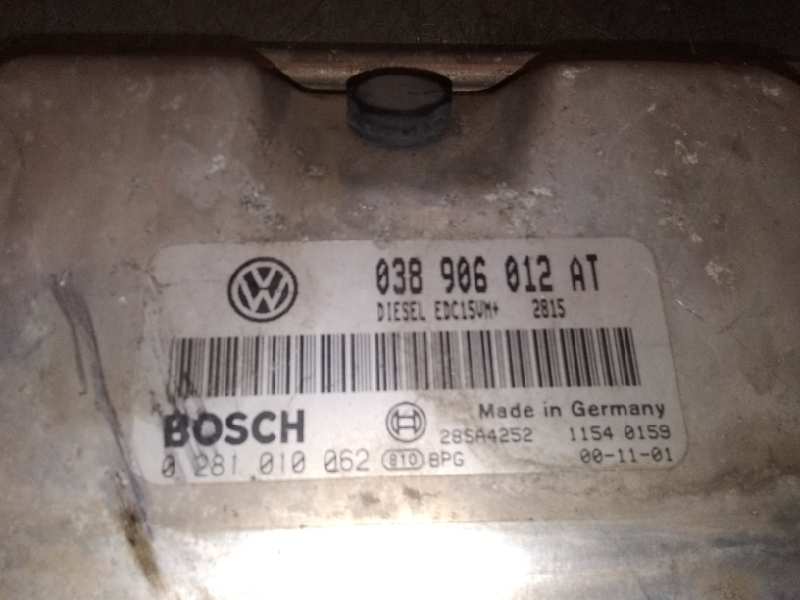 038 906 012 AT
DIESEL EDC15VM+ 2815
BOSCH
Made in Germany
28SA4252 1154 0159
0 281 010 062 810 BPG 00-11-01